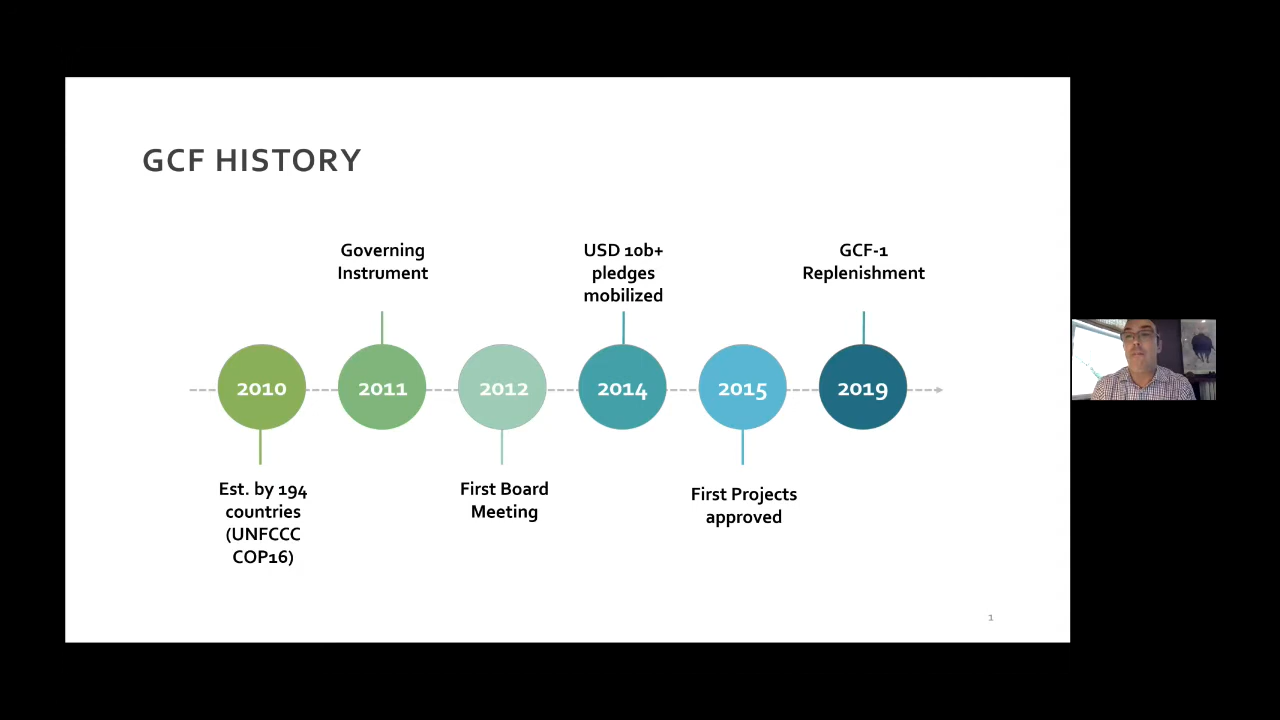 GCF HISTORY
Governing
Instrument
USD 10b+
pledges
mobilized
GCF-1
Replenishment
2010
2011
2012
2014
2015
2019
Est. by 194
countries
(UNFCCC
COP16)
First Board
Meeting
First Projects
approved
1